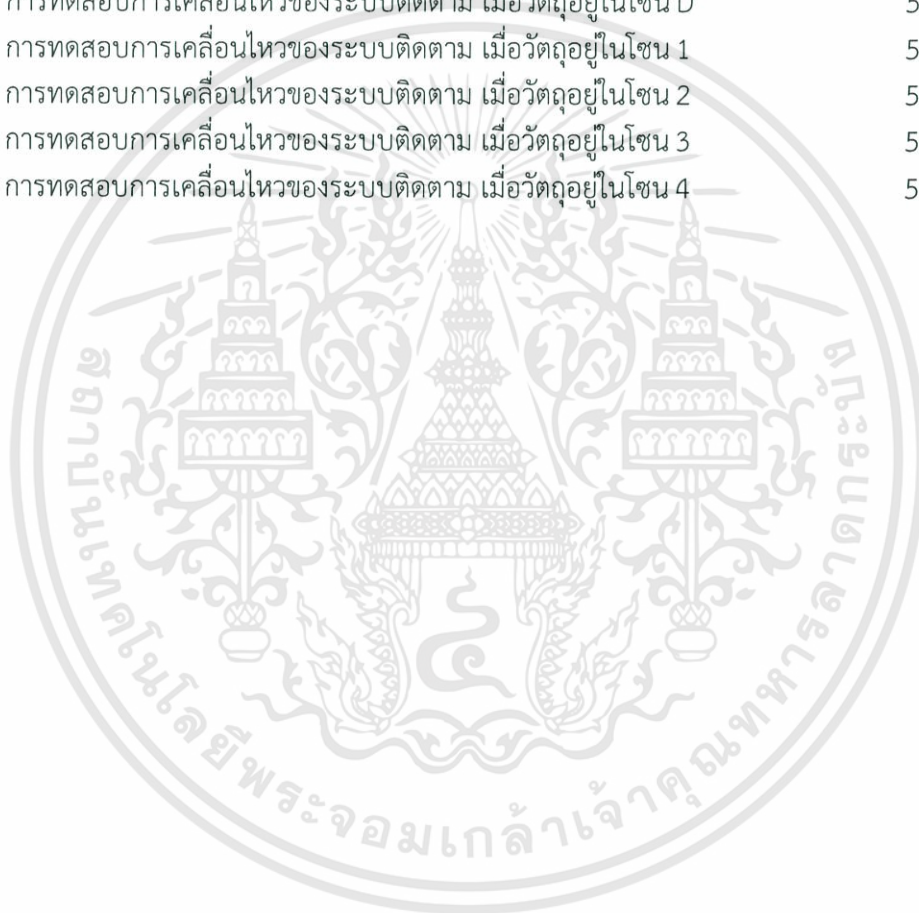 การทดสอบการเคลื่อนไหวของระบบติดตาม เมื่อวัตถุอยู่ในโซน D 5
การทดสอบการเคลื่อนไหวของระบบติดตาม เมื่อวัตถุอยู่ในโซน 1 5
การทดสอบการเคลื่อนไหวของระบบติดตาม เมื่อวัตถุอยู่ในโซน 2 5
การทดสอบการเคลื่อนไหวของระบบติดตาม เมื่อวัตถุอยู่ในโซน 3 5
การทดสอบการเคลื่อนไหวของระบบติดตาม เมื่อวัตถุอยู่ในโซน 4 5
สถาบันเทคโนโลยีพระจอมเกล้าเจ้าคุณทหารลาดกระบัง